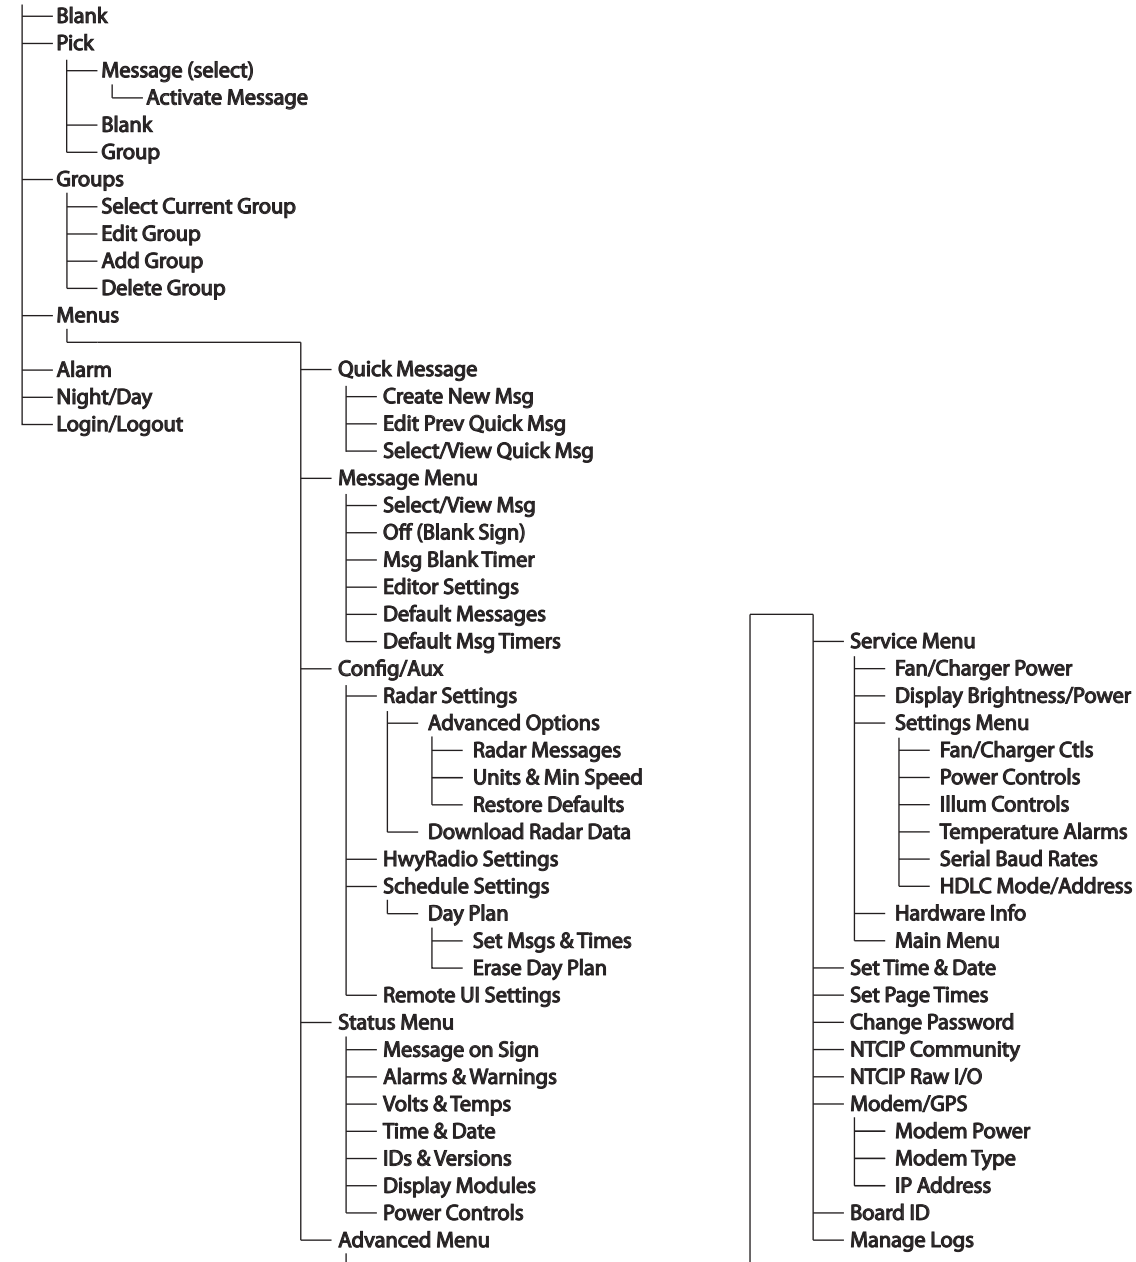 Blank
Pick
Message (select)
Activate Message
Blank
Group
Groups
Select Current Group
Edit Group
Add Group
Delete Group
Menus
Alarm
Night/Day
Login/Logout
Quick Message
Create New Msg
Edit Prev Quick Msg
Select/View Quick Msg
Message Menu
Select/View Msg
Off (Blank Sign)
Msg Blank Timer
Editor Settings
Default Messages
Default Msg Timers
Config/Aux
Radar Settings
Advanced Options
Radar Messages
Units & Min Speed
Restore Defaults
Download Radar Data
HwyRadio Settings
Schedule Settings
Day Plan
Set Msgs & Times
Erase Day Plan
Remote UI Settings
Status Menu
Message on Sign
Alarms & Warnings
Volts & Temps
Time & Date
IDs & Versions
Display Modules
Power Controls
Advanced Menu
Service Menu
Fan/Charger Power
Display Brightness/Power
Settings Menu
Fan/Charger Ctls
Power Controls
Illum Controls
Temperature Alarms
Serial Baud Rates
HDLC Mode/Address
Hardware Info
Main Menu
Set Time & Date
Set Page Times
Change Password
NTCIP Community
NTCIP Raw I/O
Modem/GPS
Modem Power
Modem Type
IP Address
Board ID
Manage Logs